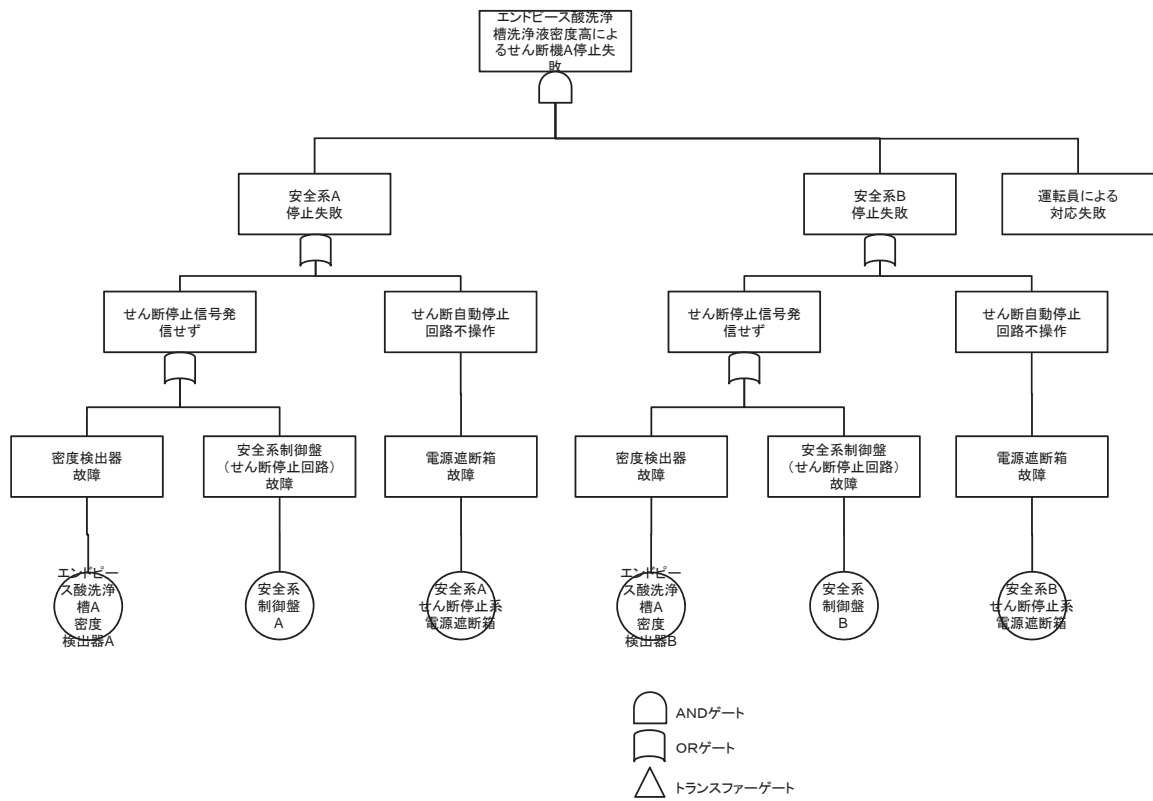 エンドピース酸洗浄
槽洗浄液密度高によ
るせん断機A停止失
敗
安全系A
停止失敗
安全系B
停止失敗
運転員による
対応失敗
せん断停止信号発
信せず
せん断自動停止
回路不操作
せん断停止信号発
信せず
せん断自動停止
回路不操作
密度検出器
故障
安全系制御盤
（せん断停止回路）
故障
電源遮断箱
故障
密度検出器
故障
安全系制御盤
（せん断停止回路）
故障
電源遮断箱
故障
エンドピー
ス酸洗浄
槽A
密度
検出器A
安全系
制御盤
A
安全系A
せん断停止系
電源遮断箱
エンドピー
ス酸洗浄
槽A
密度
検出器B
安全系
制御盤
B
安全系B
せん断停止系
電源遮断箱
ANDゲート
ORゲート
トランスファーゲート